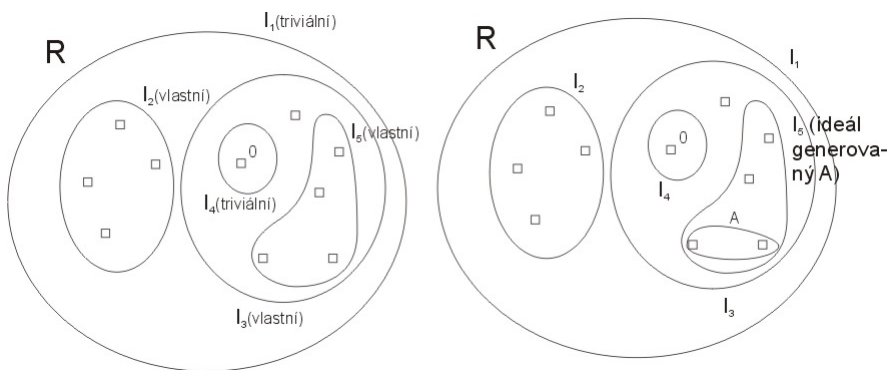 R
I₁(triviální)
I₂(vlastní)
0
I₅(vlastní)
I₄(triviální)
I₃(vlastní)
R
I₁
I₂
0
I₅ (ideál
generova-
ný A)
I₄
A
I₃